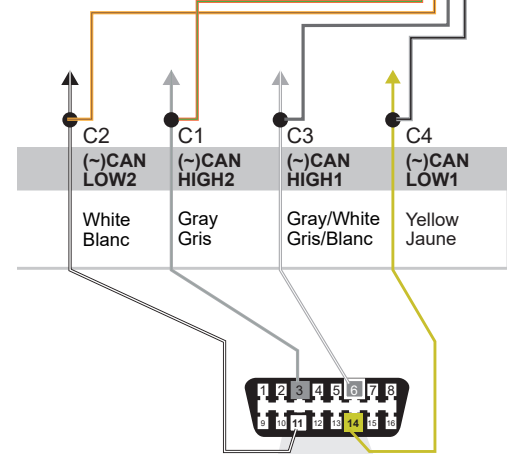 C2 C1 C3 C4
(~)CAN (~)CAN (~)CAN (~)CAN
LOW2 HIGH2 HIGH1 LOW1
White Gray Gray/White Yellow
Blanc Gris Gris/Blanc Jaune
1 2 3 4 5 6 7 8
9 10 11 12 13 14 15 16